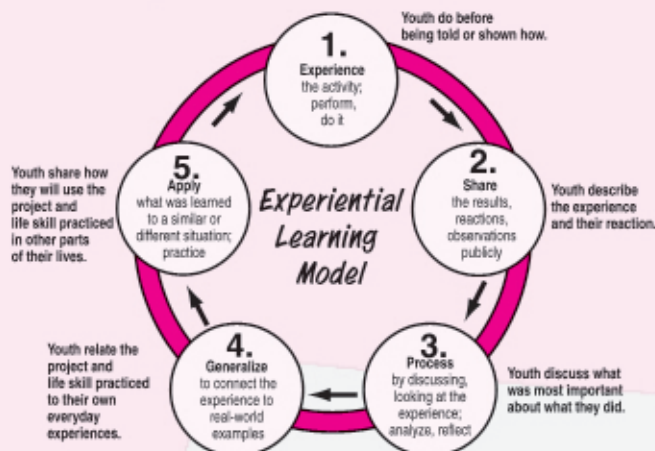 1.
Experience
the activity;
perform,
do it
Youth do before
being told or shown how.
2.
Share
the results,
reactions,
observations
publicly
Youth describe
the experience
and their reaction.
3.
Process
by discussing,
looking at the
experience;
analyze, reflect
Youth discuss what
was most important
about what they did.
4.
Generalize
to connect the
experience to
real-world
examples
Youth relate the
project and
life skill practiced
to their own
everyday
experiences.
5.
Apply
what was learned
to a similar or
different situation;
practice
Youth share how
they will use the
project and
life skill practiced
in other parts
of their lives.
Experiential
Learning
Model